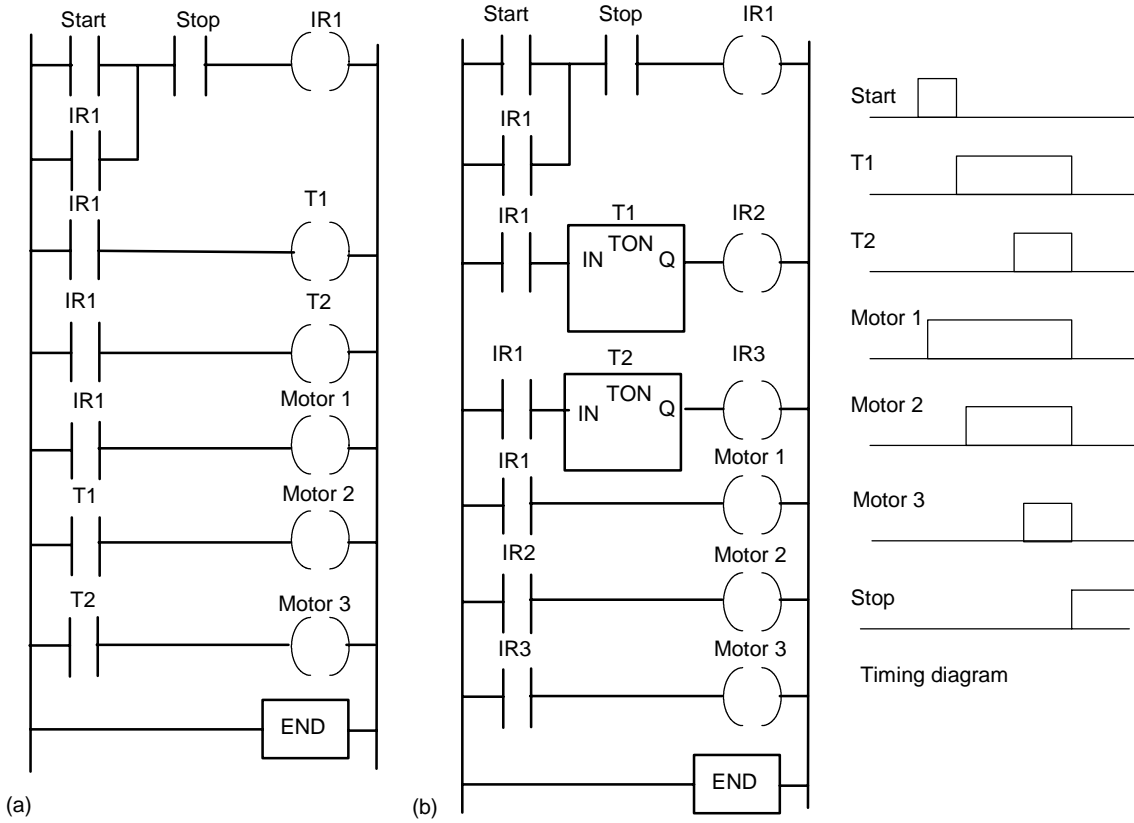 Start Stop IR1
IR1
IR1 T1
IR1 T2
IR1 Motor 1
T1 Motor 2
T2 Motor 3
END
(a)
Start Stop IR1
IR1
IR1 T1 IR2
IN TON Q
IR1 T2 IR3
IN TON Q
IR1 Motor 1
IR2 Motor 2
IR3 Motor 3
END
(b)
Start
T1
T2
Motor 1
Motor 2
Motor 3
Stop
Timing diagram